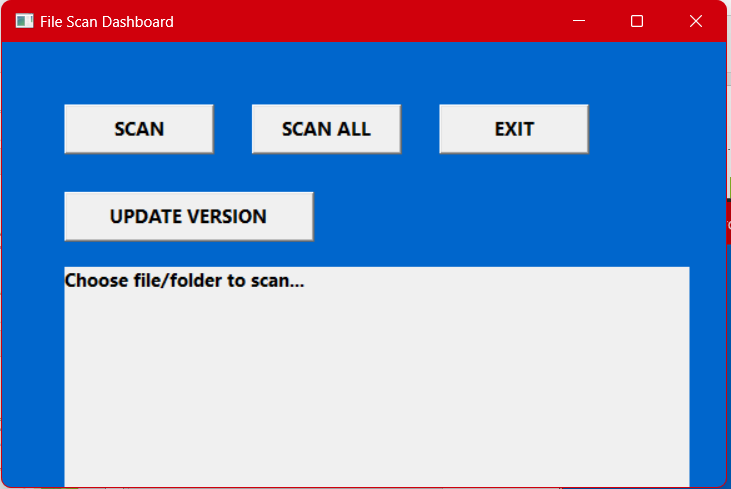 File Scan Dashboard
SCAN SCAN ALL EXIT
UPDATE VERSION
Choose file/folder to scan...